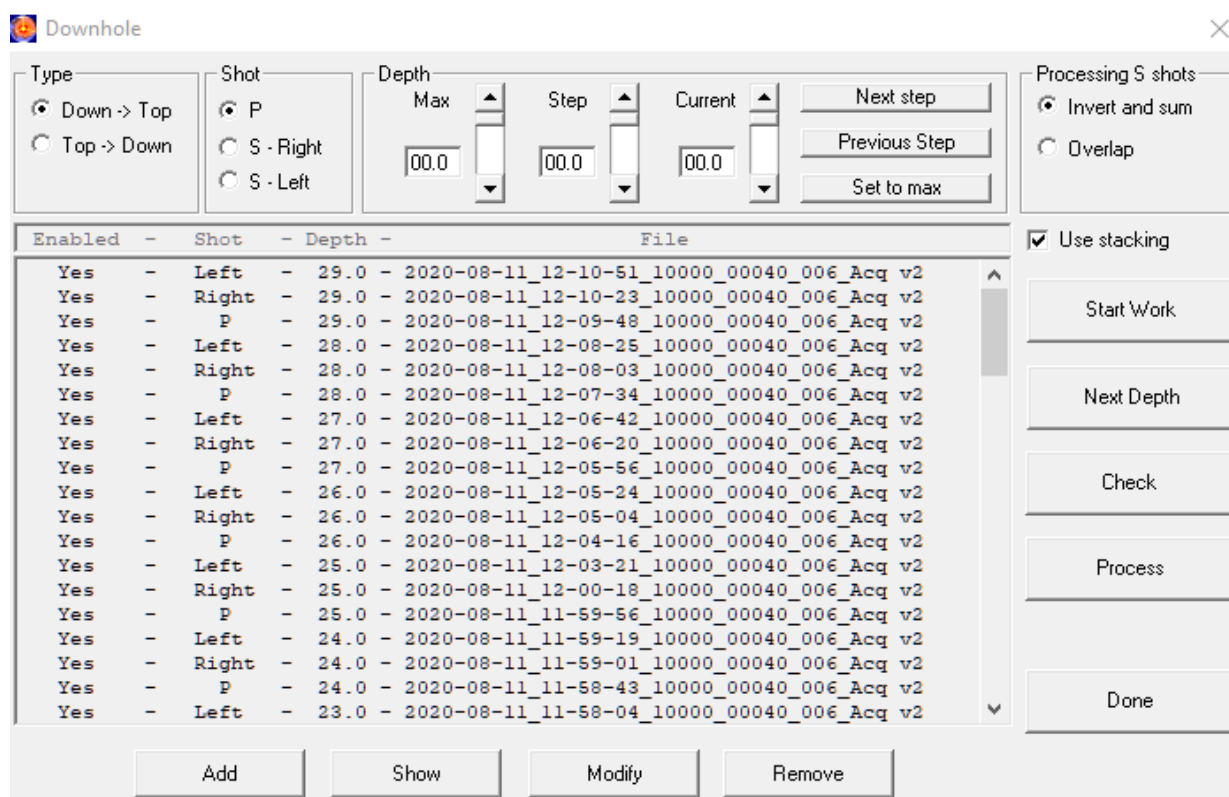 Downhole
Type
Down -> Top
Top -> Down
Shot
P
S - Right
S - Left
Depth
Max
00.0
Step
00.0
Current
00.0
Next step
Previous Step
Set to max
Processing S shots
Invert and sum
Overlap
Enabled - Shot - Depth - File
Yes - Left - 29.0 - 2020-08-11_12-10-51_10000_00040_006_Acq v2
Yes - Right - 29.0 - 2020-08-11_12-10-23_10000_00040_006_Acq v2
Yes - P - 29.0 - 2020-08-11_12-09-48_10000_00040_006_Acq v2
Yes - Left - 28.0 - 2020-08-11_12-08-25_10000_00040_006_Acq v2
Yes - Right - 28.0 - 2020-08-11_12-08-03_10000_00040_006_Acq v2
Yes - P - 28.0 - 2020-08-11_12-07-34_10000_00040_006_Acq v2
Yes - Left - 27.0 - 2020-08-11_12-06-42_10000_00040_006_Acq v2
Yes - Right - 27.0 - 2020-08-11_12-06-20_10000_00040_006_Acq v2
Yes - P - 27.0 - 2020-08-11_12-05-56_10000_00040_006_Acq v2
Yes - Left - 26.0 - 2020-08-11_12-05-24_10000_00040_006_Acq v2
Yes - Right - 26.0 - 2020-08-11_12-05-04_10000_00040_006_Acq v2
Yes - P - 26.0 - 2020-08-11_12-04-16_10000_00040_006_Acq v2
Yes - Left - 25.0 - 2020-08-11_12-03-21_10000_00040_006_Acq v2
Yes - Right - 25.0 - 2020-08-11_12-00-18_10000_00040_006_Acq v2
Yes - P - 25.0 - 2020-08-11_11-59-56_10000_00040_006_Acq v2
Yes - Left - 24.0 - 2020-08-11_11-59-19_10000_00040_006_Acq v2
Yes - Right - 24.0 - 2020-08-11_11-59-01_10000_00040_006_Acq v2
Yes - P - 24.0 - 2020-08-11_11-58-43_10000_00040_006_Acq v2
Yes - Left - 23.0 - 2020-08-11_11-58-04_10000_00040_006_Acq v2
Use stacking
Start Work
Next Depth
Check
Process
Done
Add
Show
Modify
Remove